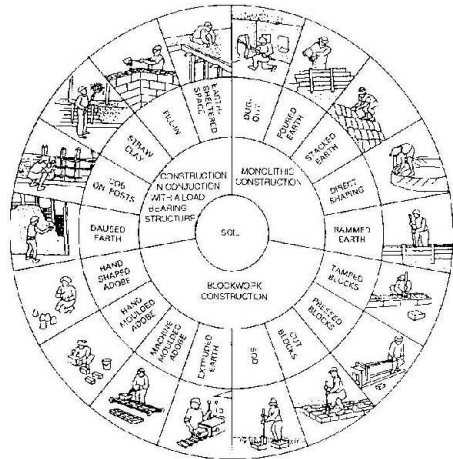 SOIL
MONOLITHIC
CONSTRUCTION
CONSTRUCTION
IN CONJUCTION
WITH A LOAD
BEARING
STRUCTURE
BLOCKWORK
CONSTRUCTION
DUG-
OUT
POURED
EARTH
STACKED
EARTH
DIRECT
SHAPING
RAMMED
EARTH
TAMPED
BLOCKS
PRESSED
BLOCKS
CUT
BLOCKS
EXTRUDED
EARTH
MACHINE
MOULDED
ADOBE
HAND
MOULDED
ADOBE
HAND
SHAPED
ADOBE
DAUBED
EARTH
COB
ON POSTS
STRAW
CLAY
FILL-IN
EARTH
SHELTERED
SPACE